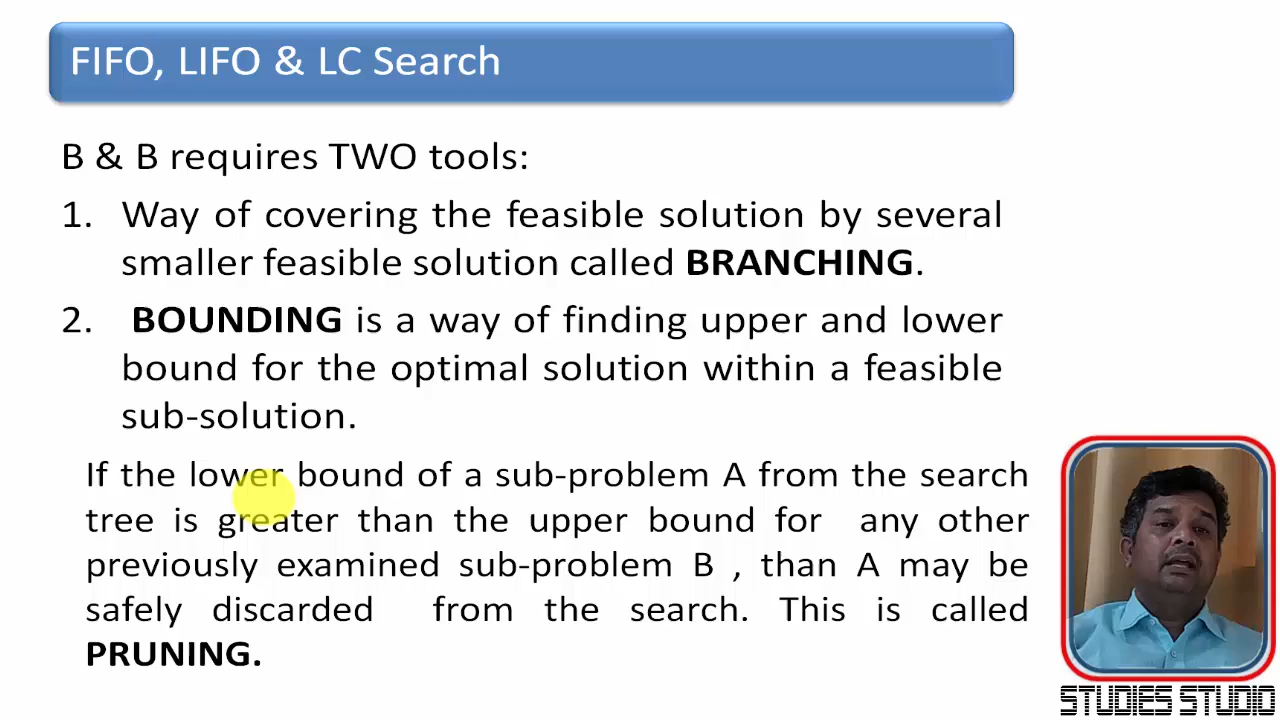 FIFO, LIFO & LC Search
B & B requires TWO tools:
1. Way of covering the feasible solution by several
smaller feasible solution called BRANCHING.
2. BOUNDING is a way of finding upper and lower
bound for the optimal solution within a feasible
sub-solution.
If the lower bound of a sub-problem A from the search
tree is greater than the upper bound for any other
previously examined sub-problem B , than A may be
safely discarded from the search. This is called
PRUNING.
STUDIES STUDIO